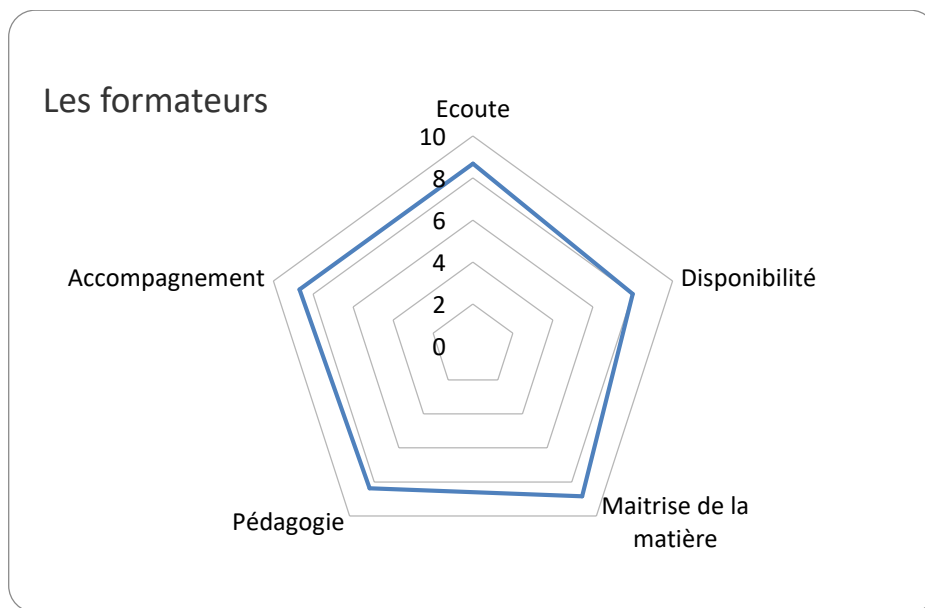 Les formateurs
Ecoute
10
8
6
4
2
0
Accompagnement
Disponibilité
Pédagogie
Maitrise de la
matière